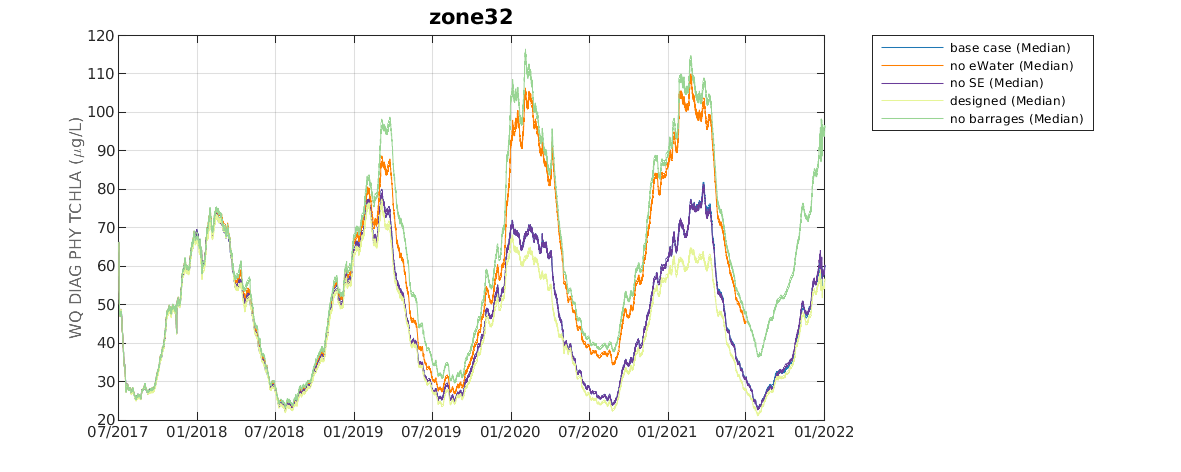 zone32
WQ DIAG PHY TCHLA (μg/L)
120
110
100
90
80
70
60
50
40
30
20
07/2017 01/2018 07/2018 01/2019 07/2019 01/2020 07/2020 01/2021 07/2021 01/2022
base case (Median)
no eWater (Median)
no SE (Median)
designed (Median)
no barrages (Median)